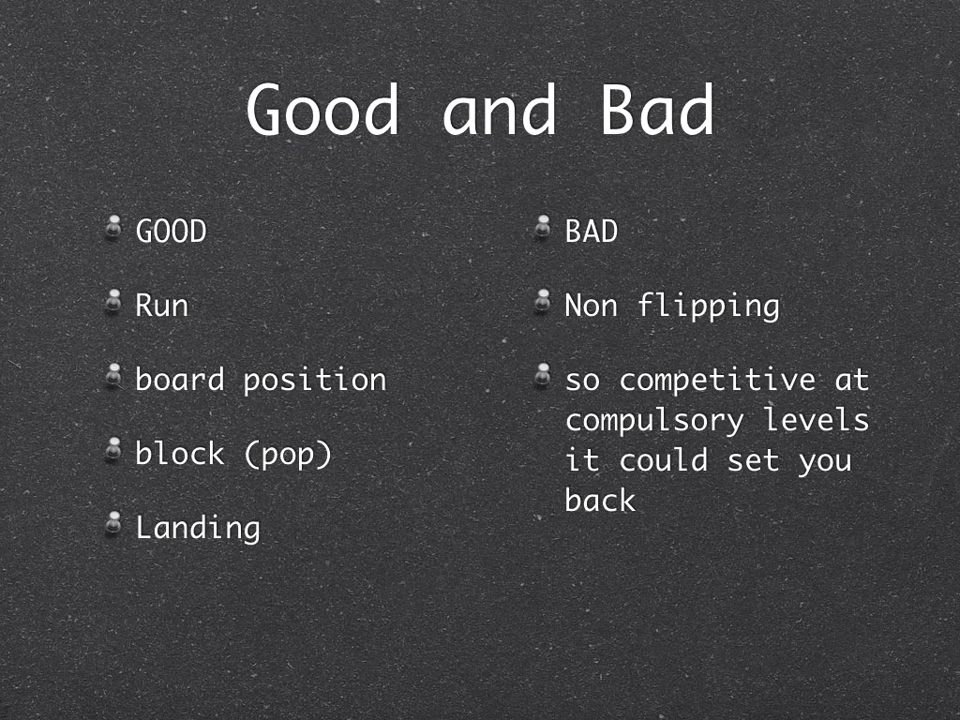 Good and Bad
GOOD
Run
board position
block (pop)
Landing
BAD
Non flipping
so competitive at
compulsory levels
it could set you
back